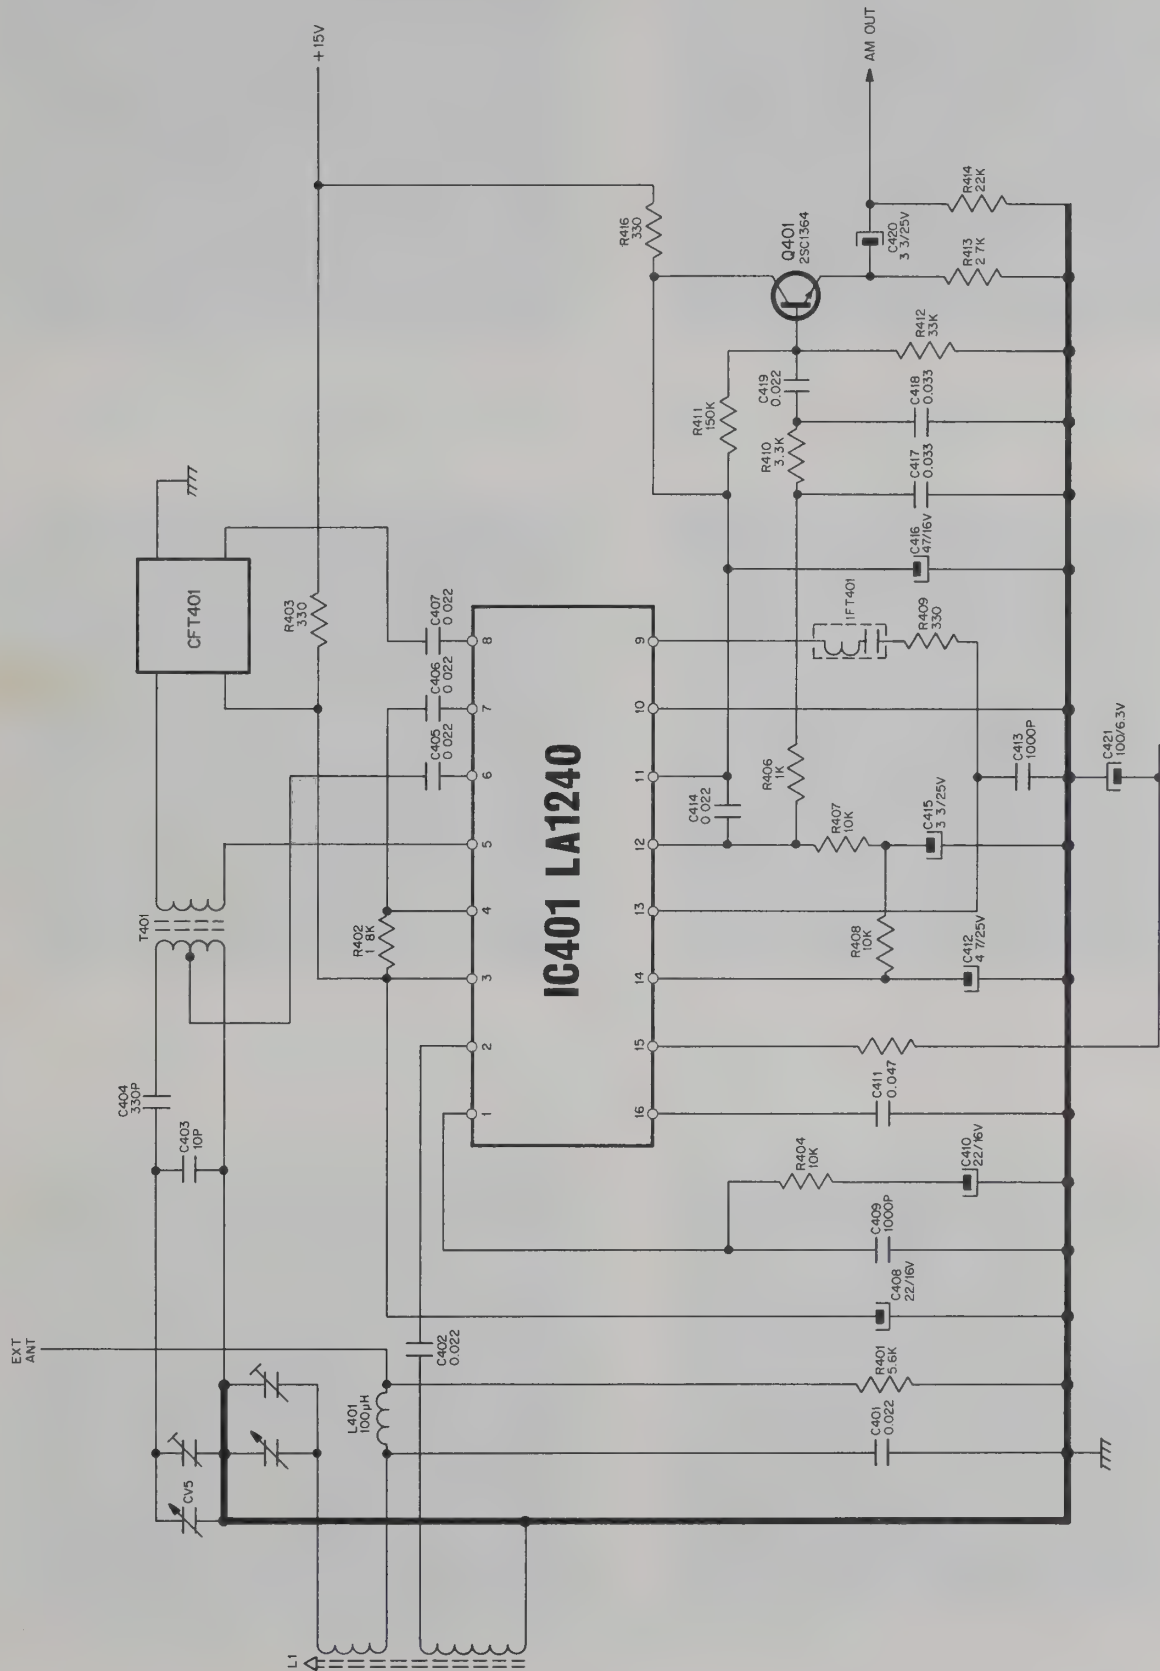 +15V
AM OUT
R416
330
Q401
2SC1364
C420
3 3/25V
R414
22K
R413
2 7K
R412
33K
R411
150K
C419
0.022
R410
3.3K
C418
0.033
C417
0.033
C416
47/16V
CFT401
R403
330
C407
0 022
C406
0 022
C405
0 022
IFT401
R409
330
8
7
6
5
4
3
2
1
IC401 LA1240
9
10
11
12
13
14
15
16
C414
0 022
R406
1K
R407
10K
C413
1000P
C415
3 3/25V
C421
100/6.3V
T401
R402
1 8K
R408
10K
C412
4 7/25V
C404
330P
C403
10P
C411
0.047
R404
10K
C410
22/16V
C409
1000P
C408
22/16V
EXT
ANT
C402
0.022
L401
100μH
R401
5.6K
C401
0.022
CV5
L1